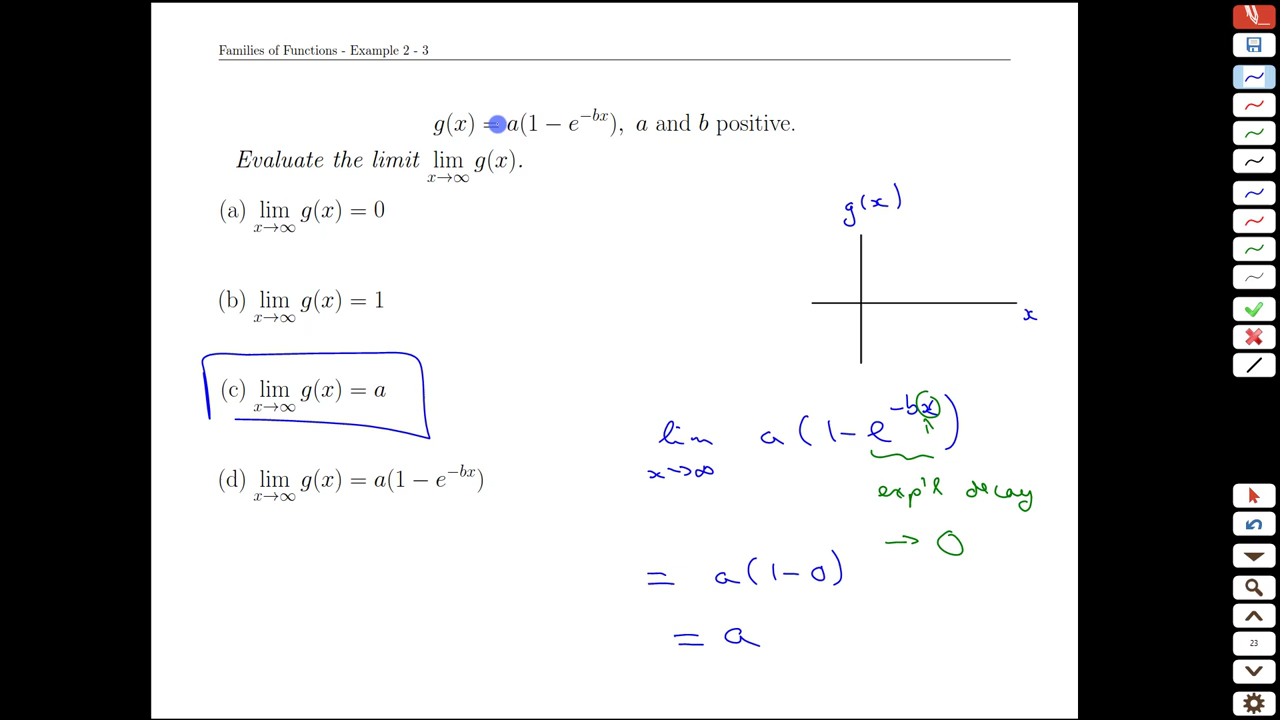 Families of Functions - Example 2 - 3
g(x) = a(1 − e^{−bx}), a and b positive.
Evaluate the limit lim_{x→∞} g(x).
(a) lim_{x→∞} g(x) = 0
(b) lim_{x→∞} g(x) = 1
(c) lim_{x→∞} g(x) = a
(d) lim_{x→∞} g(x) = a(1 − e^{−bx})
g(x)
x
lim_{x→∞} a(1 − e^{−bx})
exp'l decay
→ 0
= a(1 − 0)
= a
23